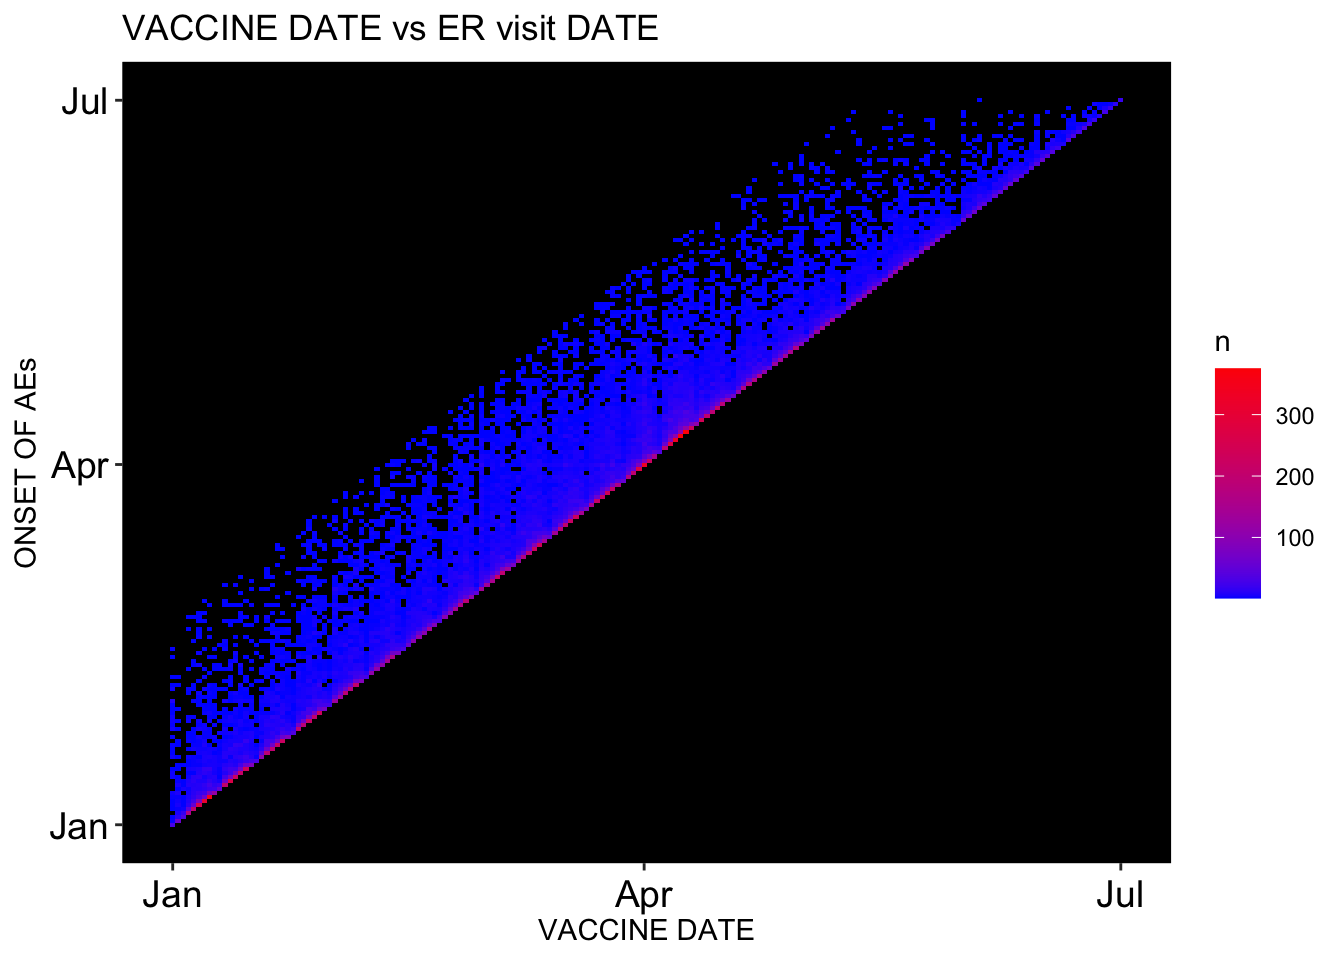 VACCINE DATE vs ER visit DATE
Jul
Apr
Jan
ONSET OF AEs
Jan
Apr
Jul
VACCINE DATE
n
300
200
100